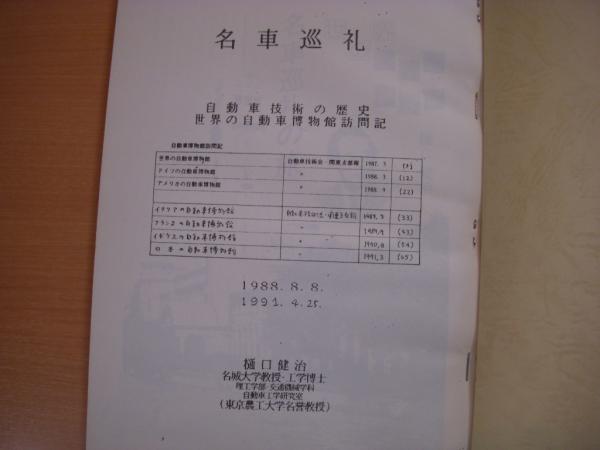 名車巡礼
自動車技術の歴史
世界の自動車博物館訪問記
自動車博物館訪問記
世界の自動車博物館 自動車技術会・関東支部報 1987.3
ドイツの自動車博物館 〃 1988.3 (12)
アメリカの自動車博物館 〃 1988.9 (22)
イタリアの自動車博物館 1989.3 (33)
フランスの自動車博物館 〃 1989.9 (43)
イギリスの自動車博物館 〃 1990.8 (54)
日本の自動車博物館 〃 1991.3 (65)
1988.8.8.
1991.4.25.
樋口健治
名城大学教授・工学博士
理工学部・交通機械学科
自動車工学研究室
(東京農工大学名誉教授)